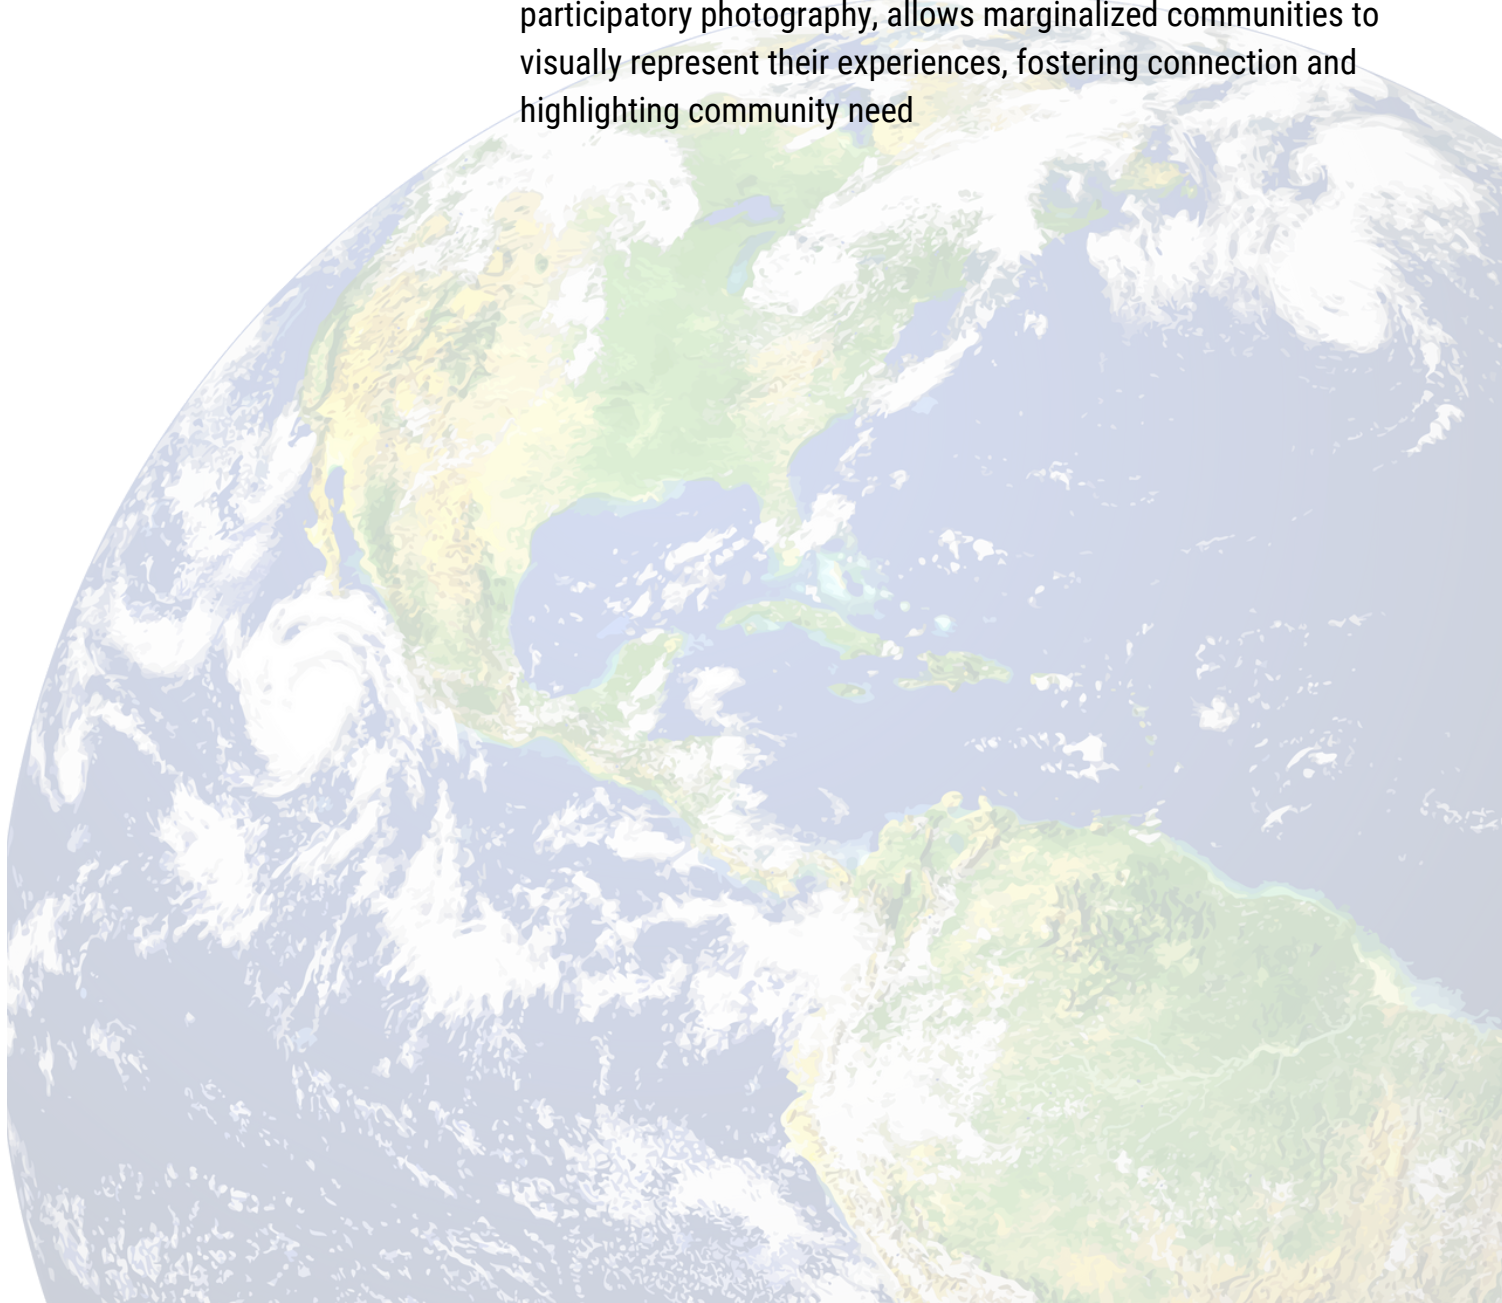 participatory photography, allows marginalized communities to
visually represent their experiences, fostering connection and
highlighting community need